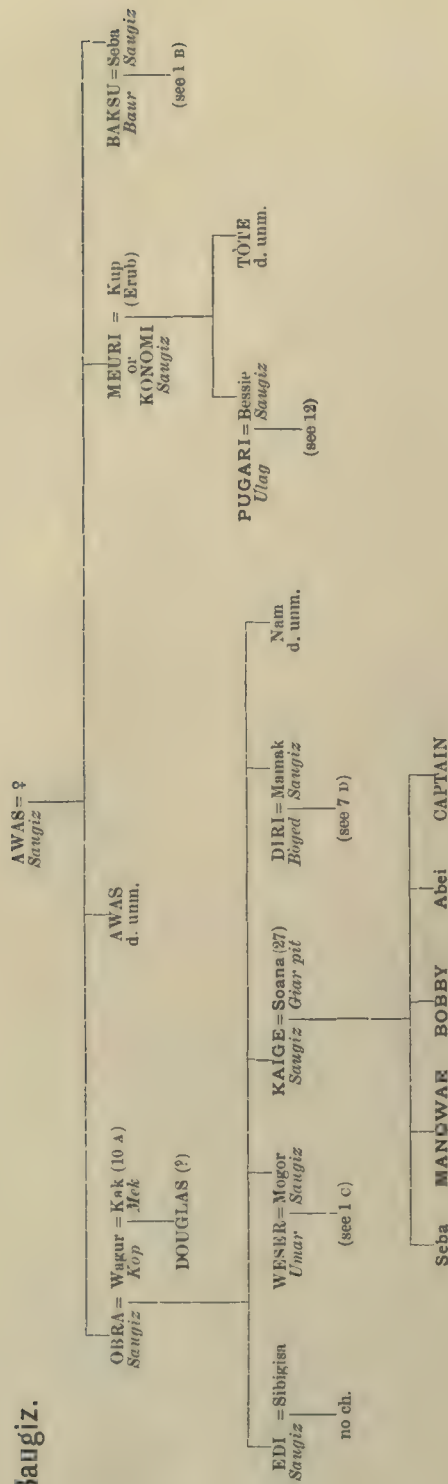 Saugiz.
AWAS = ♀
Saugiz
OBRA = Wagur = Kak (10 A)
Saugiz Kop Mek
DOUGLAS (?)
AWAS
d. unm.
MEURI = Kup
or (Erub)
KONOMI
Saugiz
BAKSU = Seba
Baur Saugiz
(see 1 B)
EDI = Sibigisa
Saugiz
no ch.
WESER = Mogor
Umar Saugiz
(see 1 C)
KAIGE = Soana (27)
Saugiz Giar pit
DIRI = Mamak
Boged Saugiz
(see 7 D)
Nam
d. unm.
PUGARI = Bessie
Ulag Saugiz
(see 12)
TOTE
d. unm.
Seba MANOWAR BOBBY Abei CAPTAIN